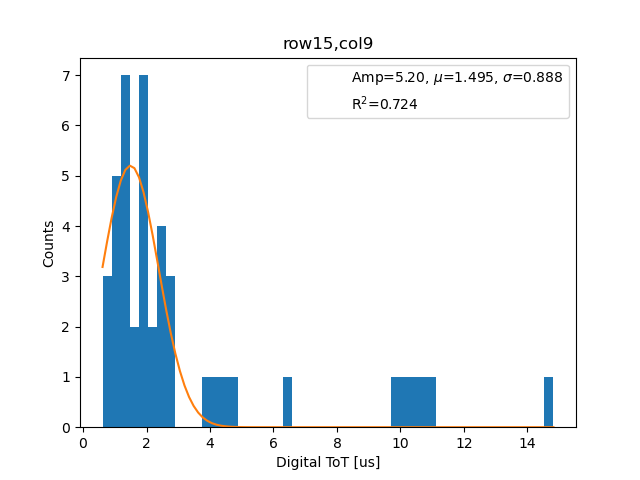 row15,col9
Amp=5.20, μ=1.495, σ=0.888
R²=0.724
7
6
5
4
3
2
1
0
Counts
0 2 4 6 8 10 12 14
Digital ToT [us]